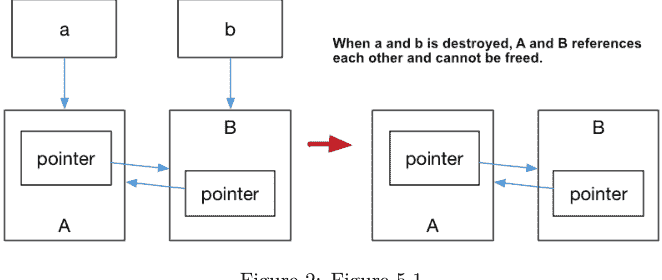 a
b
When a and b is destroyed, A and B references
each other and cannot be freed.
B
B
pointer
pointer
pointer
pointer
A
A
Figure 2: Figure 5.1